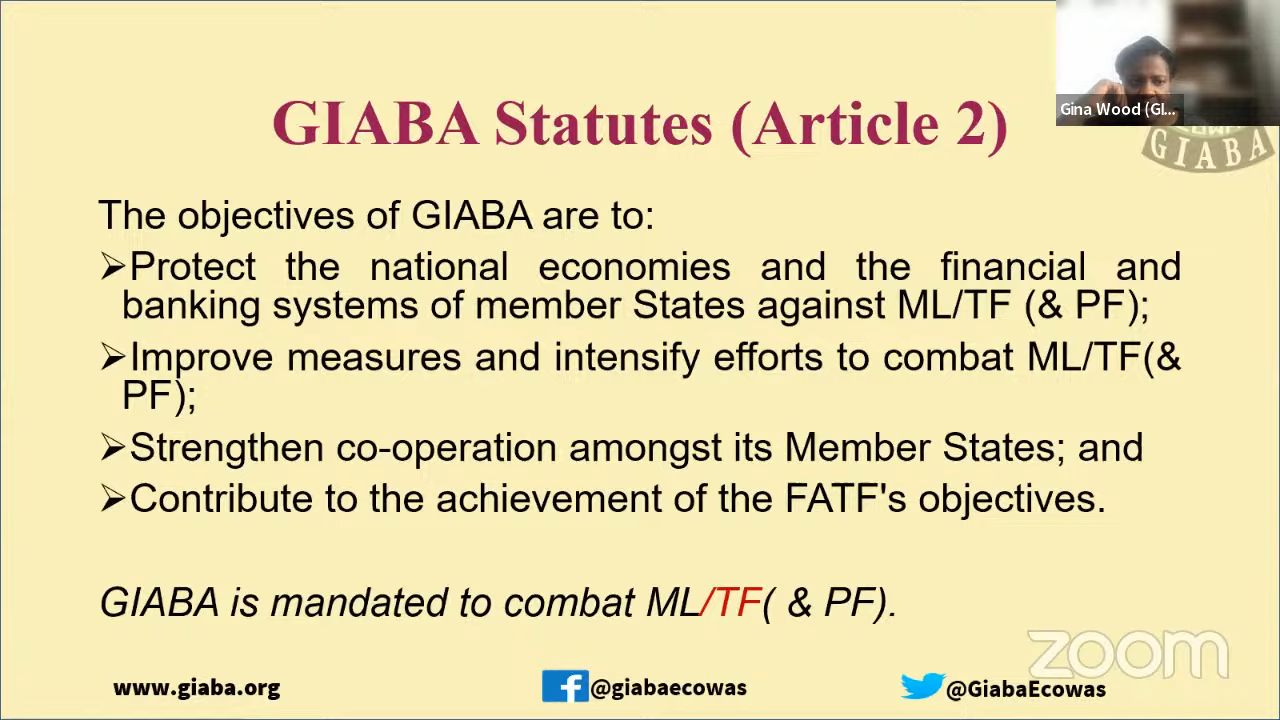 GIABA Statutes (Article 2)
Gina Wood (GI...
GIABA
The objectives of GIABA are to:
➢Protect the national economies and the financial and
banking systems of member States against ML/TF (& PF);
➢Improve measures and intensify efforts to combat ML/TF(&
PF);
➢Strengthen co-operation amongst its Member States; and
➢Contribute to the achievement of the FATF's objectives.
GIABA is mandated to combat ML/TF( & PF).
zoom
www.giaba.org
@giabaecowas
@GiabaEcowas